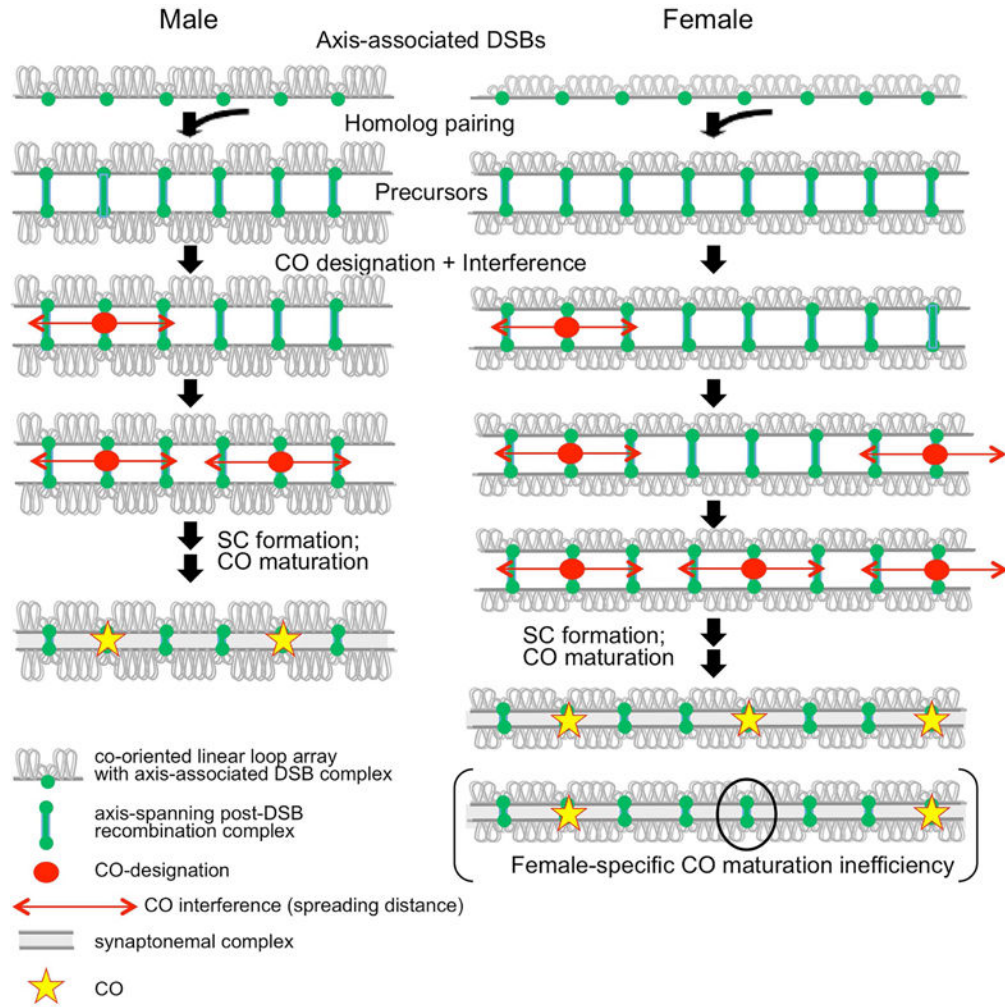 Male
Female
Axis-associated DSBs
Homolog pairing
Precursors
CO designation + Interference
SC formation;
CO maturation
SC formation;
CO maturation
Female-specific CO maturation inefficiency
co-oriented linear loop array
with axis-associated DSB complex
axis-spanning post-DSB
recombination complex
CO-designation
CO interference (spreading distance)
synaptonemal complex
CO